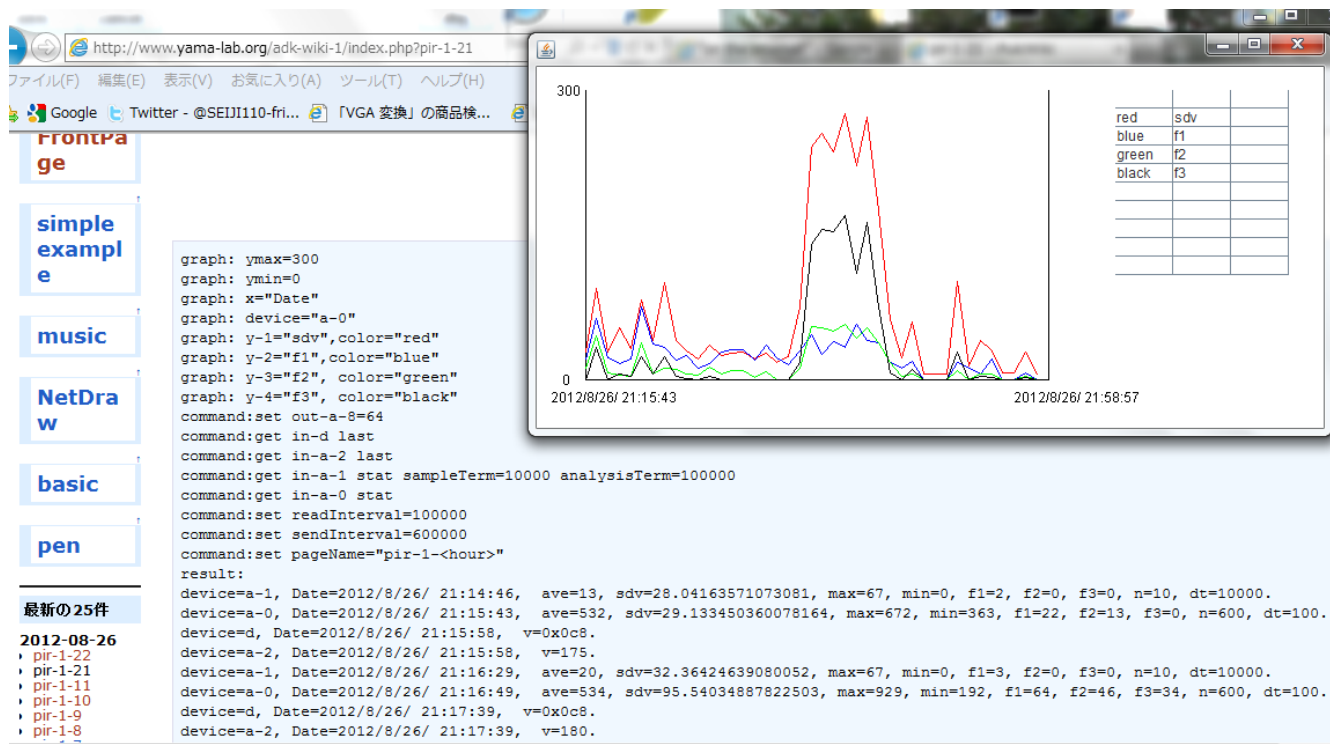 http://www.yama-lab.org/adk-wiki-1/index.php?pir-1-21
ファイル(F) 編集(E) 表示(V) お気に入り(A) ツール(T) ヘルプ(H)
Google Twitter - @SEIJI110-fri... 「VGA 変換」の商品検...
FrontPa
ge
simple
exampl
e
music
NetDra
w
basic
pen
最新の25件
2012-08-26
pir-1-22
pir-1-21
pir-1-11
pir-1-10
pir-1-9
pir-1-8
graph: ymax=300
graph: ymin=0
graph: x="Date"
graph: device="a-0"
graph: y-1="sdv",color="red"
graph: y-2="f1",color="blue"
graph: y-3="f2", color="green"
graph: y-4="f3", color="black"
command:set out-a-8=64
command:get in-d last
command:get in-a-2 last
command:get in-a-1 stat sampleTerm=10000 analysisTerm=100000
command:get in-a-0 stat
command:set readInterval=100000
command:set sendInterval=600000
command:set pageName="pir-1-<hour>"
result:
device=a-1, Date=2012/8/26/ 21:14:46, ave=13, sdv=28.04163571073081, max=67, min=0, f1=2, f2=0, f3=0, n=10, dt=10000.
device=a-0, Date=2012/8/26/ 21:15:43, ave=532, sdv=29.133450360078164, max=672, min=363, f1=22, f2=13, f3=0, n=600, dt=100.
device=d, Date=2012/8/26/ 21:15:58, v=0x0c8.
device=a-2, Date=2012/8/26/ 21:15:58, v=175.
device=a-1, Date=2012/8/26/ 21:16:29, ave=20, sdv=32.36424639080052, max=67, min=0, f1=3, f2=0, f3=0, n=10, dt=10000.
device=a-0, Date=2012/8/26/ 21:16:49, ave=534, sdv=95.54034887822503, max=929, min=192, f1=64, f2=46, f3=34, n=600, dt=100.
device=d, Date=2012/8/26/ 21:17:39, v=0x0c8.
device=a-2, Date=2012/8/26/ 21:17:39, v=180.
300
0
2012/8/26/ 21:15:43 2012/8/26/ 21:58:57
red sdv
blue f1
green f2
black f3